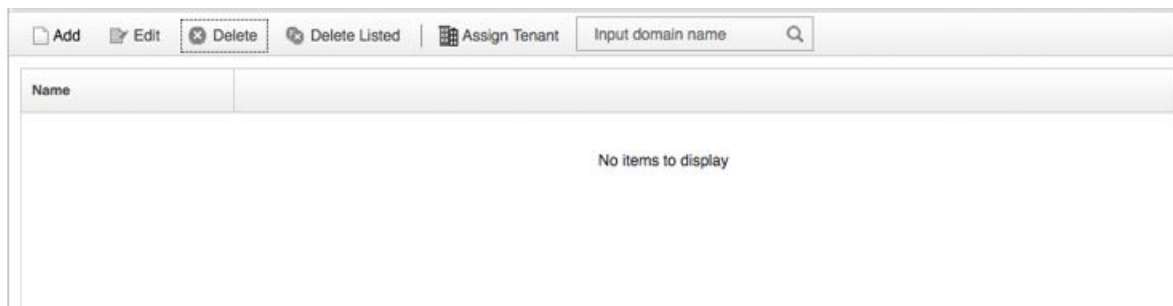 Add Edit Delete Delete Listed Assign Tenant Input domain name
Name
No items to display